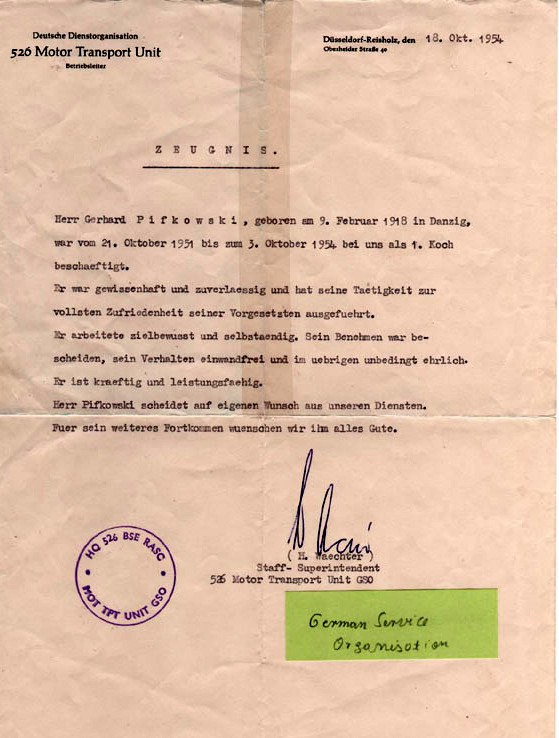 Deutsche Dienstorganisation
526 Motor Transport Unit
Betriebsleiter
Düsseldorf-Reisholz, den 18. Okt. 1954
Oberheider Straße 40
Z E U G N I S .
Herr Gerhard P i f k o w s k i , geboren am 9. Februar 1918 in Danzig,
war vom 21. Oktober 1951 bis zum 3. Oktober 1954 bei uns als 1. Koch
beschaeftigt.
Er war gewissenhaft und zuverlaessig und hat seine Taetigkeit zur
vollsten Zufriedenheit seiner Vorgesetzten ausgefuehrt.
Er arbeitete zielbewusst und selbstaendig. Sein Benehmen war be-
scheiden, sein Verhalten einwandfrei und im uebrigen unbedingt ehrlich.
Er ist kraeftig und leistungsfaehig.
Herr Pifkowski scheidet auf eigenen Wunsch aus unseren Diensten.
Fuer sein weiteres Fortkommen wuenschen wir ihm alles Gute.
( H. Waechter )
Staff- Superintendent
526 Motor Transport Unit GSO
HQ 526 BSE RASC
MOT TPT UNIT GSO
German Service
Organisation